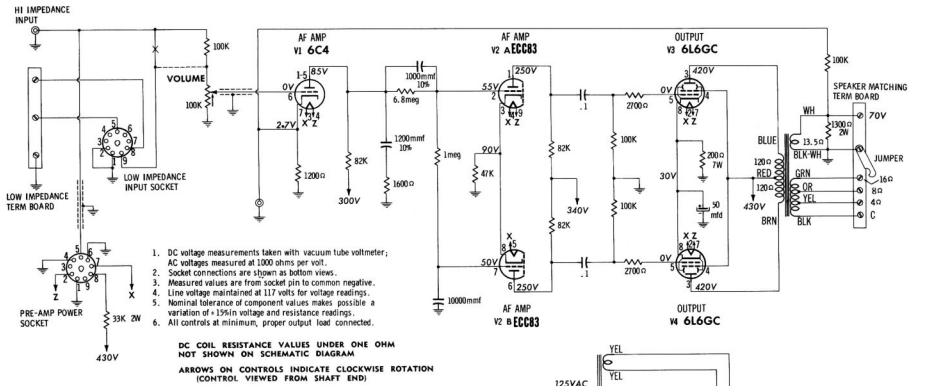 HI IMPEDANCE
INPUT
100K
X
VOLUME
100K
AF AMP
V1 6C4
1-5
85V
0V
6
7
3
4
X Z
2.7V
1200Ω
82K
300V
1000mmf
10%
6.8meg
1200mmf
10%
1600Ω
1meg
10000mmf
AF AMP
V2 A ECC83
1
250V
55V
2
3
4+9
X Z
90V
47K
X
8
4+5
50V
7
6
250V
AF AMP
V2 B ECC83
82K
340V
82K
.1
.1
2700Ω
100K
100K
2700Ω
OUTPUT
V3 6L6GC
3
420V
0V
5
4
8
2+7
X Z
200Ω
7W
30V
50
mfd
X Z
8
2+7
0V
5
4
3
420V
OUTPUT
V4 6L6GC
BLUE
120Ω
RED
120Ω
430V
BRN
100K
SPEAKER MATCHING
TERM BOARD
WH
70V
1300Ω
2W
13.5Ω
BLK-WH
JUMPER
GRN
16Ω
OR
8Ω
YEL
4Ω
BLK
C
LOW IMPEDANCE
INPUT SOCKET
LOW IMPEDANCE
TERM BOARD
PRE-AMP POWER
SOCKET
Z
X
33K 2W
430V
1. DC voltage measurements taken with vacuum tube voltmeter;
AC voltages measured at 1000 ohms per volt.
2. Socket connections are shown as bottom views.
3. Measured values are from socket pin to common negative.
4. Line voltage maintained at 117 volts for voltage readings.
5. Nominal tolerance of component values makes possible a
variation of ±15% in voltage and resistance readings.
6. All controls at minimum, proper output load connected.
DC COIL RESISTANCE VALUES UNDER ONE OHM
NOT SHOWN ON SCHEMATIC DIAGRAM
ARROWS ON CONTROLS INDICATE CLOCKWISE ROTATION
(CONTROL VIEWED FROM SHAFT END)
YEL
YEL
125VAC